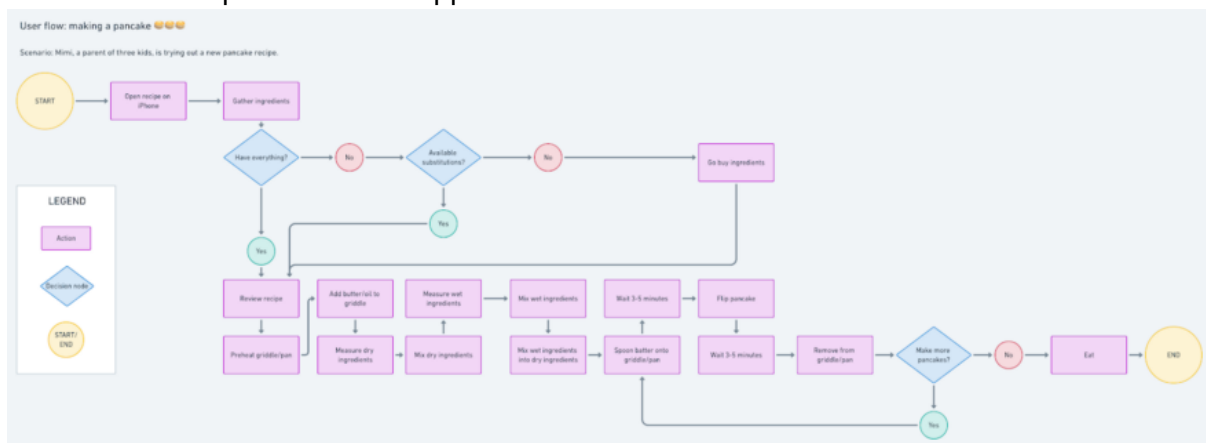 User flow: making a pancake 🥞🥞🥞
Scenario: Mimi, a parent of three kids, is trying out a new pancake recipe.
START
Open recipe on
iPhone
Gather ingredients
Have everything?
No
Available
substitutions?
No
Go buy ingredients
Yes
Yes
LEGEND
Action
Decision node
START/
END
Review recipe
Add butter/oil to
griddle
Measure wet
ingredients
Mix wet ingredients
Wait 3-5 minutes
Flip pancake
Preheat griddle/pan
Measure dry
ingredients
Mix dry ingredients
Mix wet ingredients
into dry ingredients
Spoon batter onto
griddle/pan
Wait 3-5 minutes
Remove from
griddle/pan
Make more
pancakes?
No
Eat
END
Yes